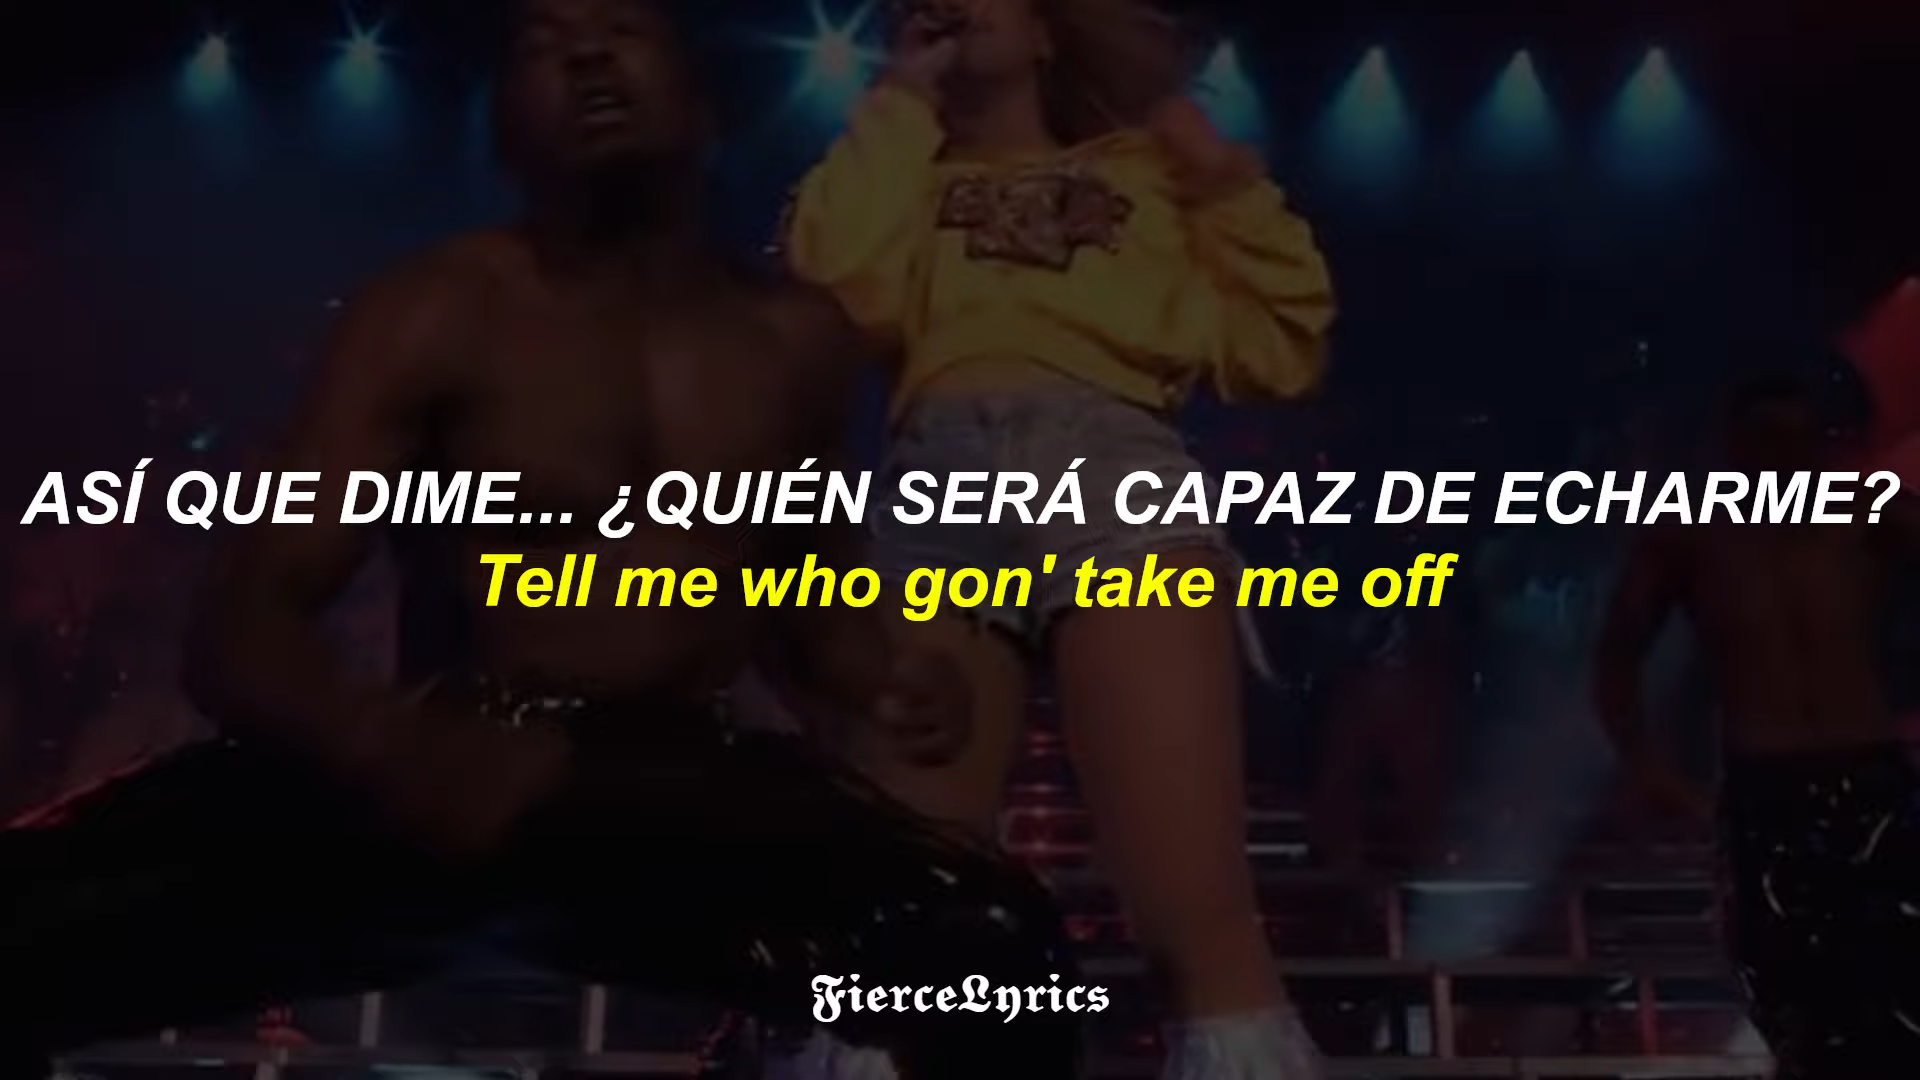 ASÍ QUE DIME... ¿QUIÉN SERÁ CAPAZ DE ECHARME?
Tell me who gon' take me off
FierceLyrics